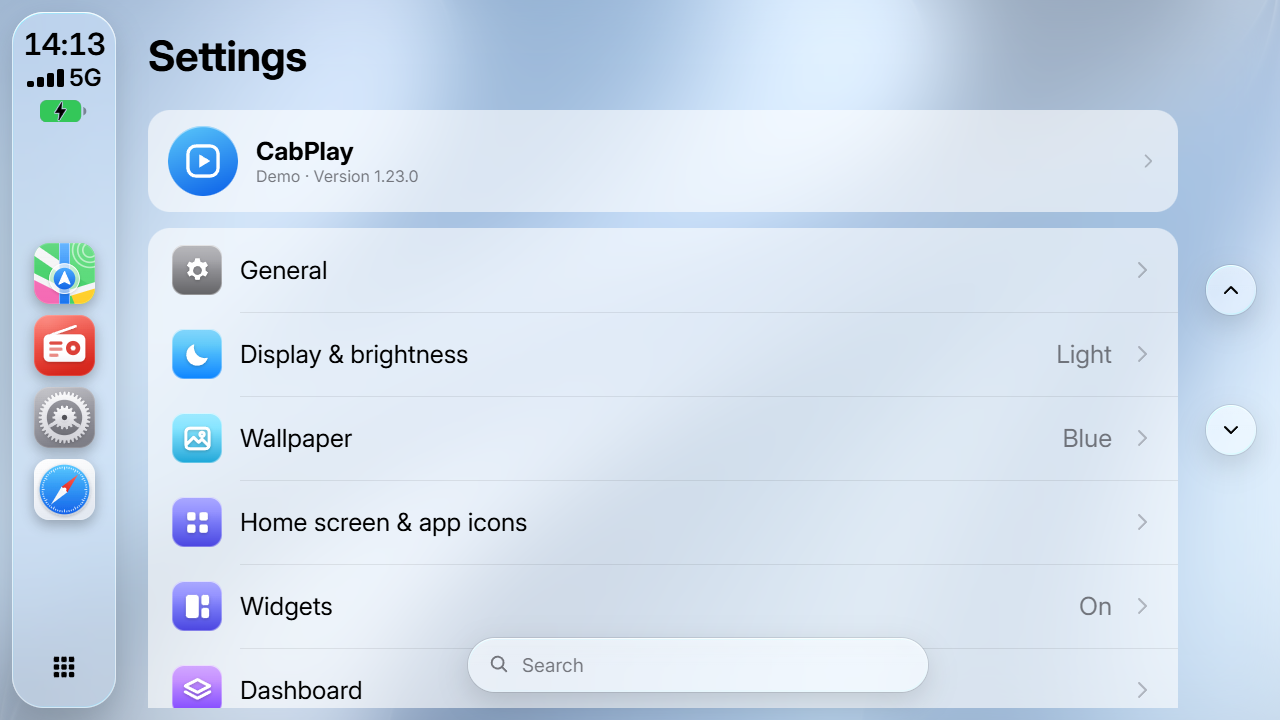 14:13
5G
Settings
CabPlay
Demo · Version 1.23.0
General
Display & brightness
Light
Wallpaper
Blue
Home screen & app icons
Widgets
On
Search
Dashboard